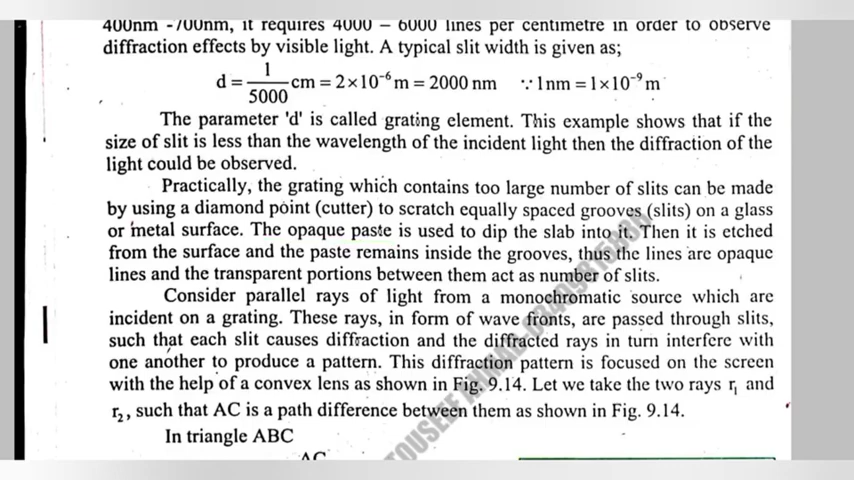 400nm -700nm, it requires 4000 – 6000 lines per centimetre in order to observe
diffraction effects by visible light. A typical slit width is given as;
d = 1/5000 cm = 2×10⁻⁶ m = 2000 nm ∵ 1nm = 1×10⁻⁹ m
The parameter 'd' is called grating element. This example shows that if the
size of slit is less than the wavelength of the incident light then the diffraction of the
light could be observed.
Practically, the grating which contains too large number of slits can be made
by using a diamond point (cutter) to scratch equally spaced grooves (slits) on a glass
or metal surface. The opaque paste is used to dip the slab into it. Then it is etched
from the surface and the paste remains inside the grooves, thus the lines are opaque
lines and the transparent portions between them act as number of slits.
Consider parallel rays of light from a monochromatic source which are
incident on a grating. These rays, in form of wave fronts, are passed through slits,
such that each slit causes diffraction and the diffracted rays in turn interfere with
one another to produce a pattern. This diffraction pattern is focused on the screen
with the help of a convex lens as shown in Fig. 9.14. Let we take the two rays r₁ and
r₂, such that AC is a path difference between them as shown in Fig. 9.14.
In triangle ABC
AC